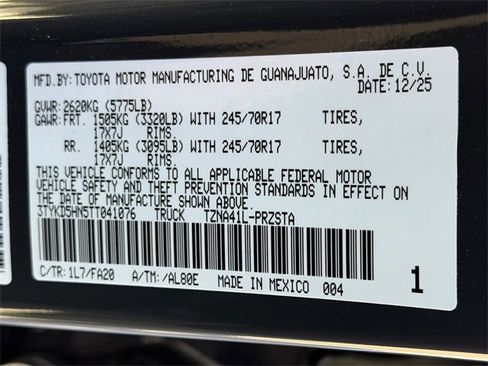 MFD.BY:TOYOTA MOTOR MANUFACTURING DE GUANAJUATO, S.A. DE C.V.
DATE:12/25
GVWR:2620KG (5775LB)
GAWR:FRT. 1505KG (3320LB) WITH 245/70R17 TIRES,
17X7J RIMS.
RR. 1405KG (3095LB) WITH 245/70R17 TIRES,
17X7J RIMS.
THIS VEHICLE CONFORMS TO ALL APPLICABLE FEDERAL MOTOR
VEHICLE SAFETY AND THEFT PREVENTION STANDARDS IN EFFECT ON
THE DATE OF MANUFACTURE SHOWN ABOVE.
3TYKD5HN5TT041076 TRUCK TZNA41L-PRZSTA
C/TR:1L7/FA20 A/TM:/AL80E MADE IN MEXICO 004
1